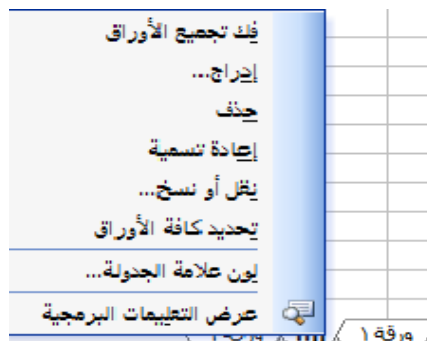 فك تجميع الأوراق
إدراج...
حذف
إعادة تسمية
نقل أو نسخ...
تحديد كافة الأوراق
لون علامة الجدولة...
عرض التعليمات البرمجية
ورقة١